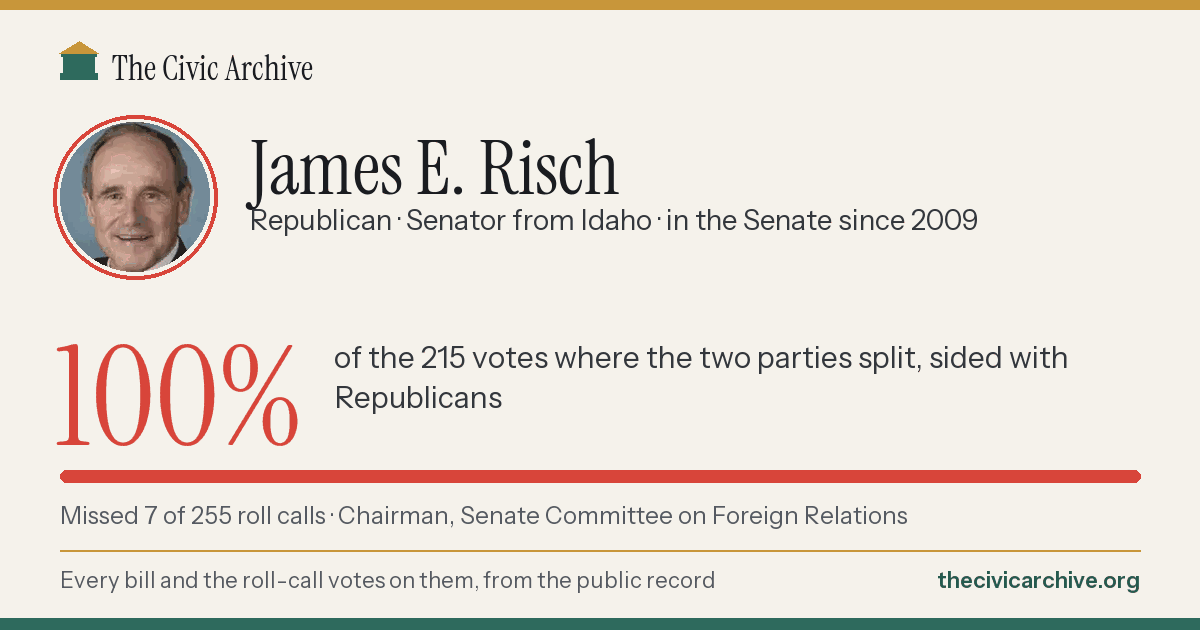 The Civic Archive
James E. Risch
Republican · Senator from Idaho · in the Senate since 2009
100%
of the 215 votes where the two parties split, sided with
Republicans
Missed 7 of 255 roll calls · Chairman, Senate Committee on Foreign Relations
Every bill and the roll-call votes on them, from the public record
thecivicarchive.org